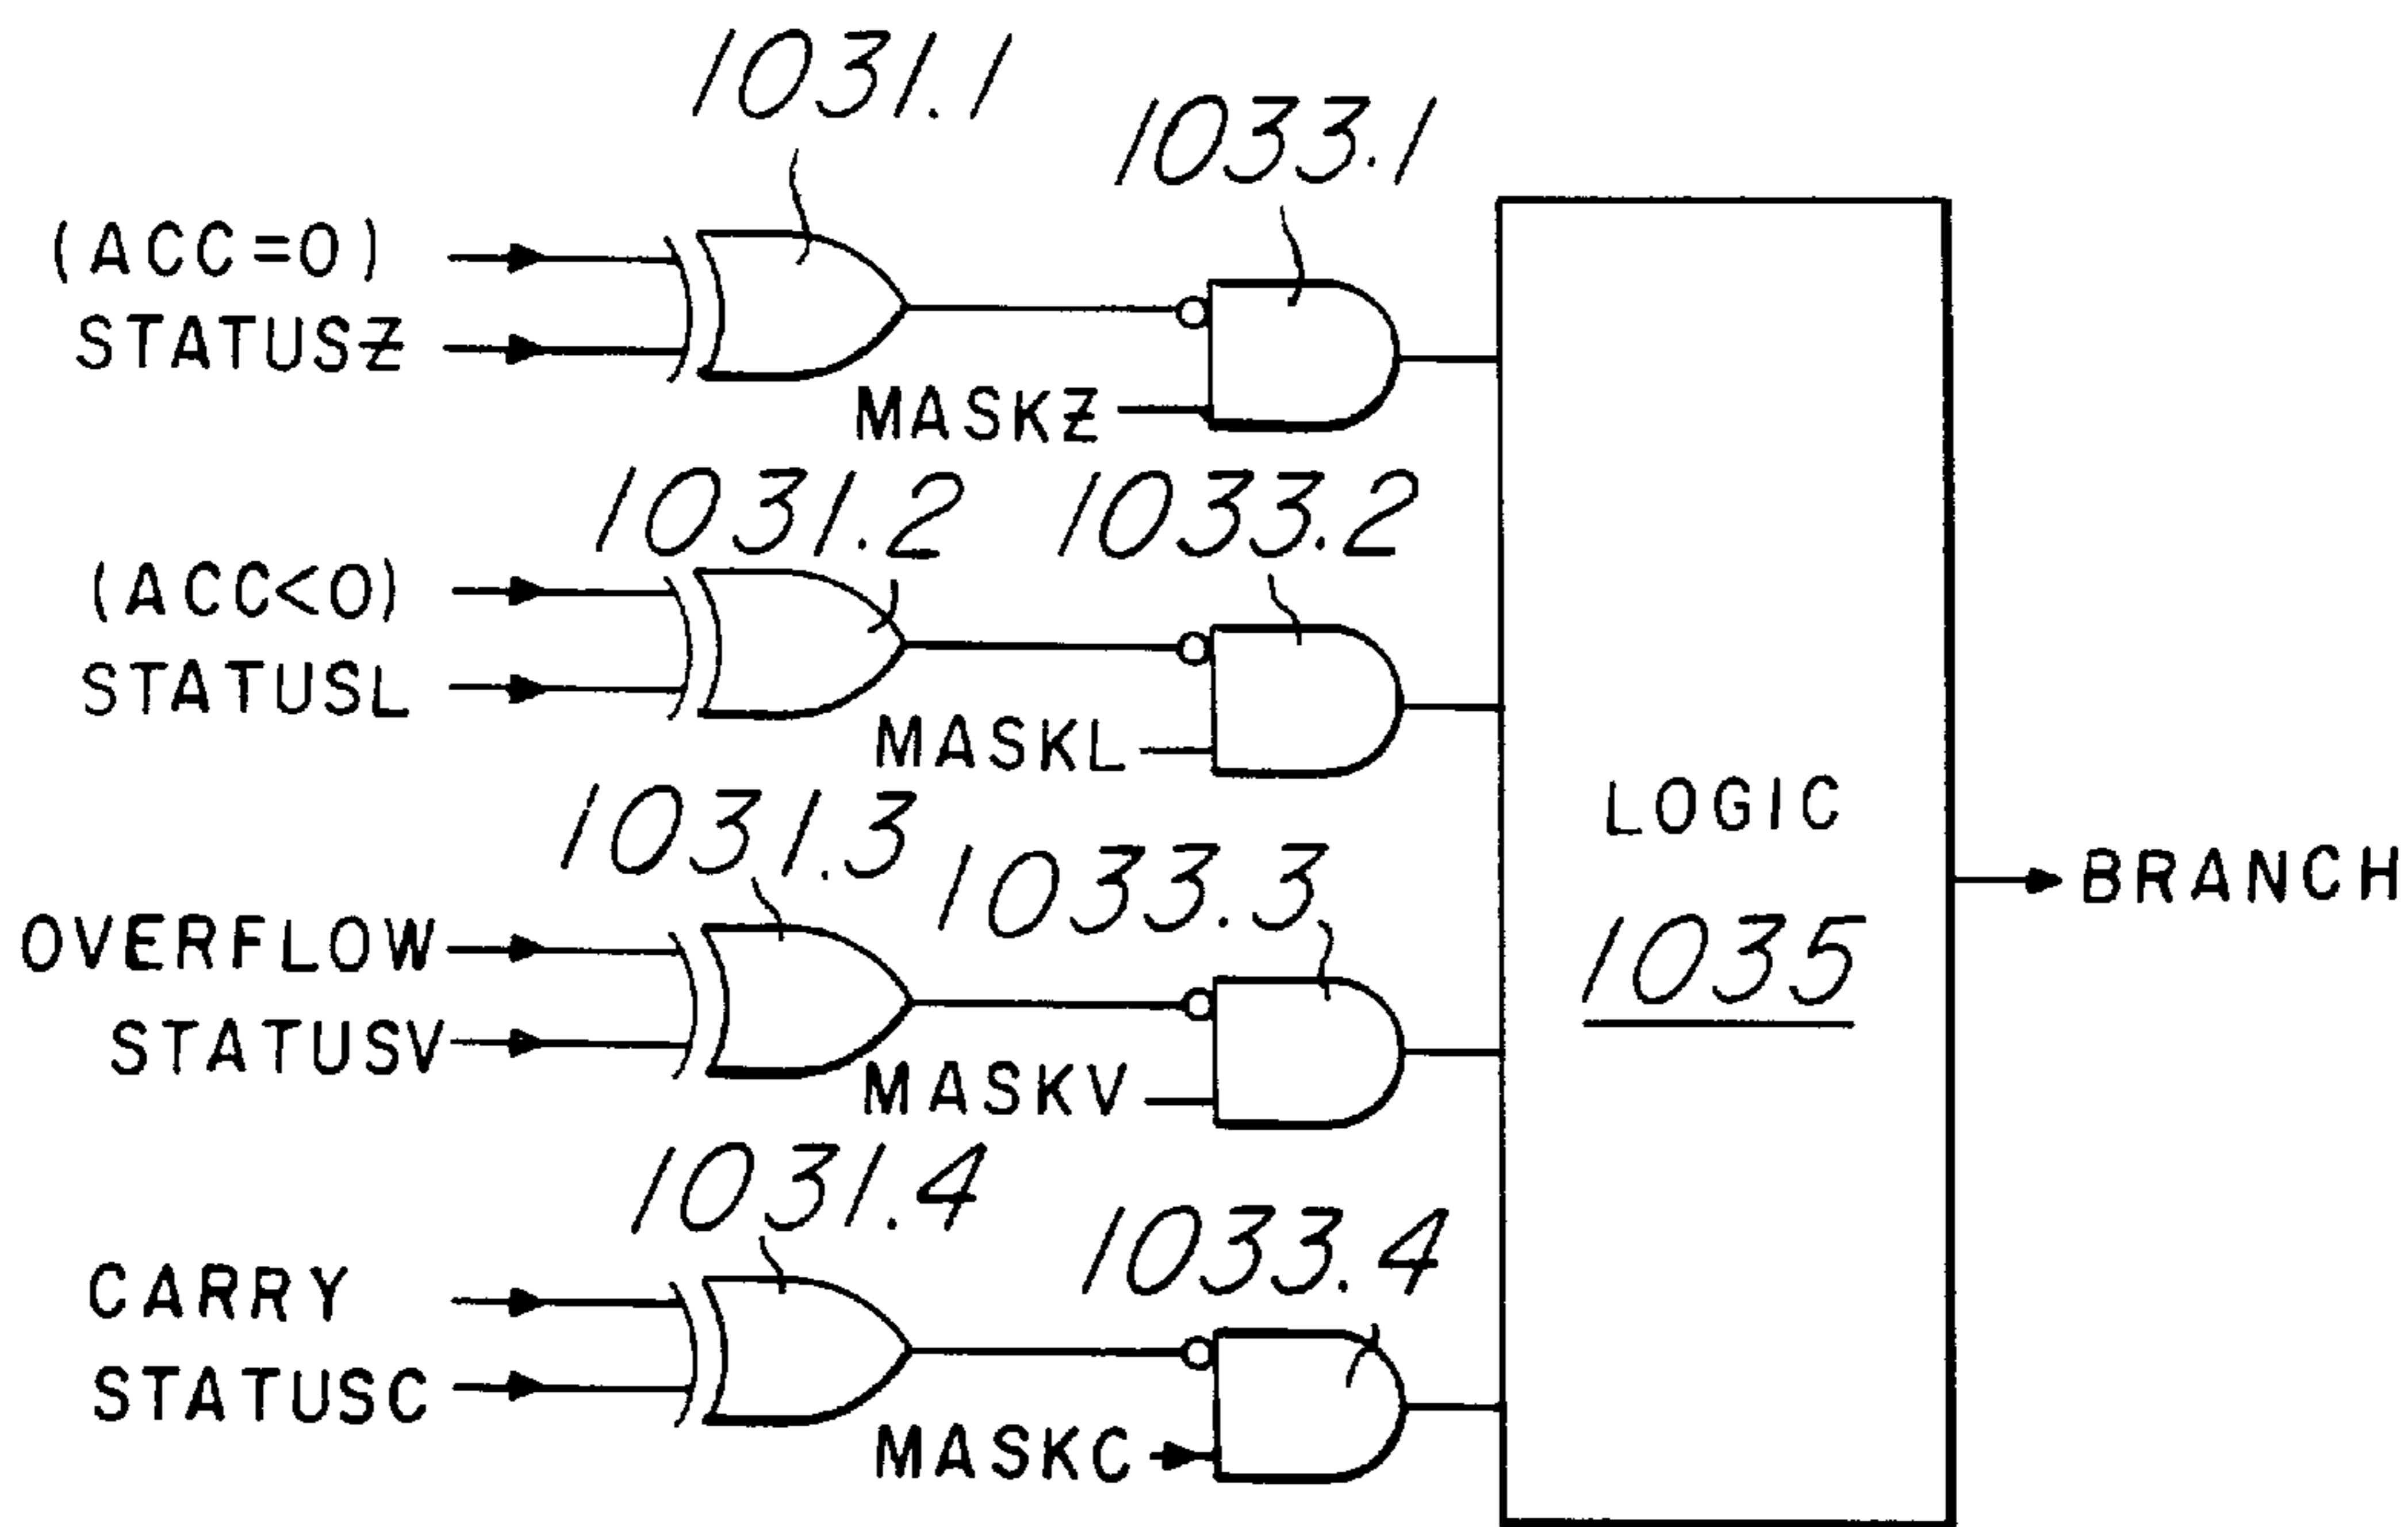 1031.1
1033.1
(ACC=0)
STATUSZ
MASKZ
1031.2
1033.2
(ACC<0)
STATUSL
MASKL
1031.3
1033.3
LOGIC
1035
BRANCH
OVERFLOW
STATUSV
MASKV
1031.4
1033.4
CARRY
STATUSC
MASKC